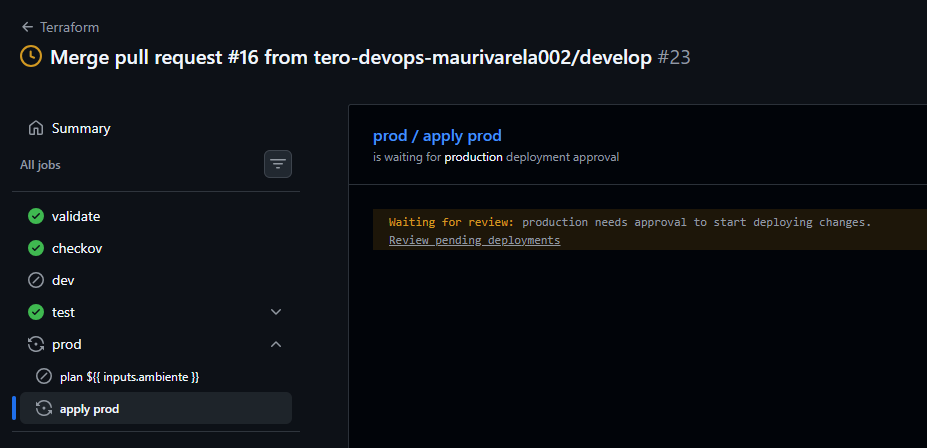 Terraform
Merge pull request #16 from tero-devops-maurivarela002/develop #23
Summary
All jobs
validate
checkov
dev
test
prod
plan ${{ inputs.ambiente }}
apply prod
prod / apply prod
is waiting for production deployment approval
Waiting for review: production needs approval to start deploying changes.
Review pending deployments